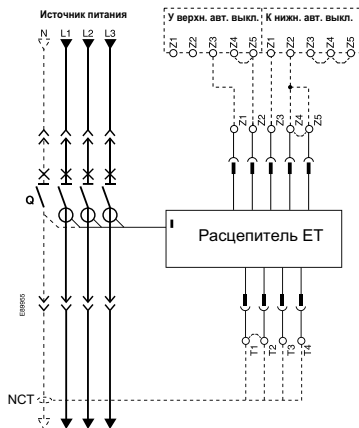 Источник питания
У верхн. авт. выкл. К нижн. авт. выкл.
N L1 L2 L3
Z1 Z2 Z3 Z4 Z5 Z1 Z2 Z3 Z4 Z5
Z1 Z2 Z3 Z4 Z5
Q
Расцепитель ET
E89955
T1 T2 T3 T4
NCT